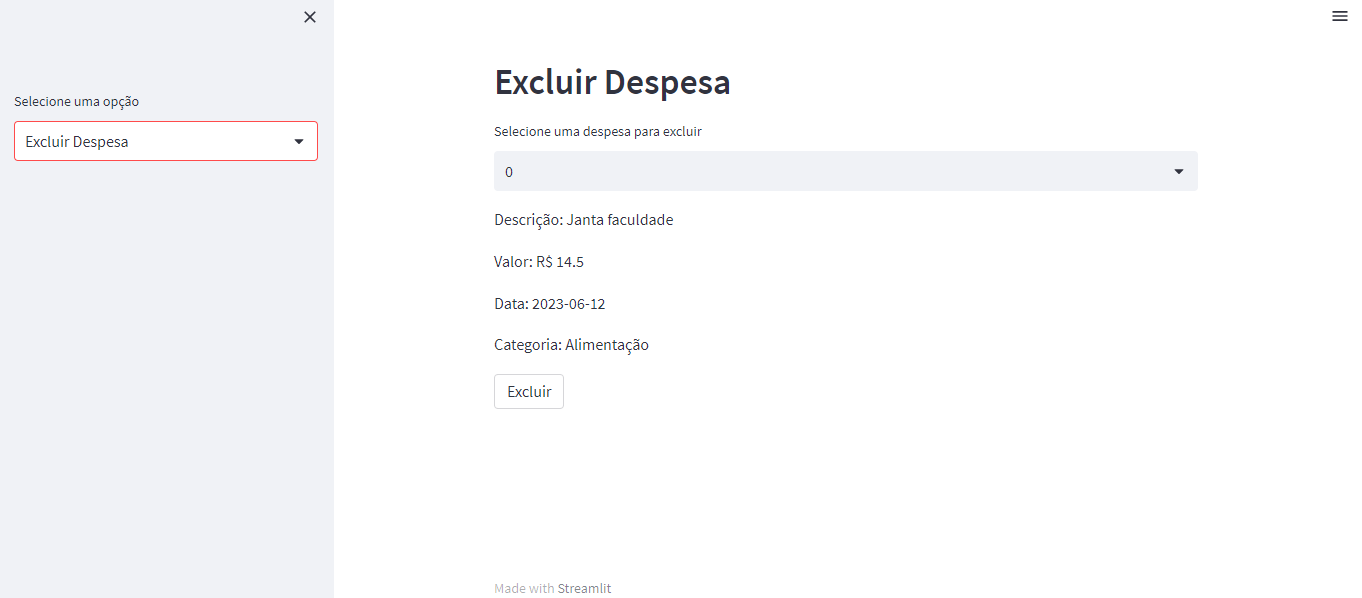 Selecione uma opção
Excluir Despesa
Excluir Despesa
Selecione uma despesa para excluir
0
Descrição: Janta faculdade
Valor: R$ 14.5
Data: 2023-06-12
Categoria: Alimentação
Excluir
Made with Streamlit